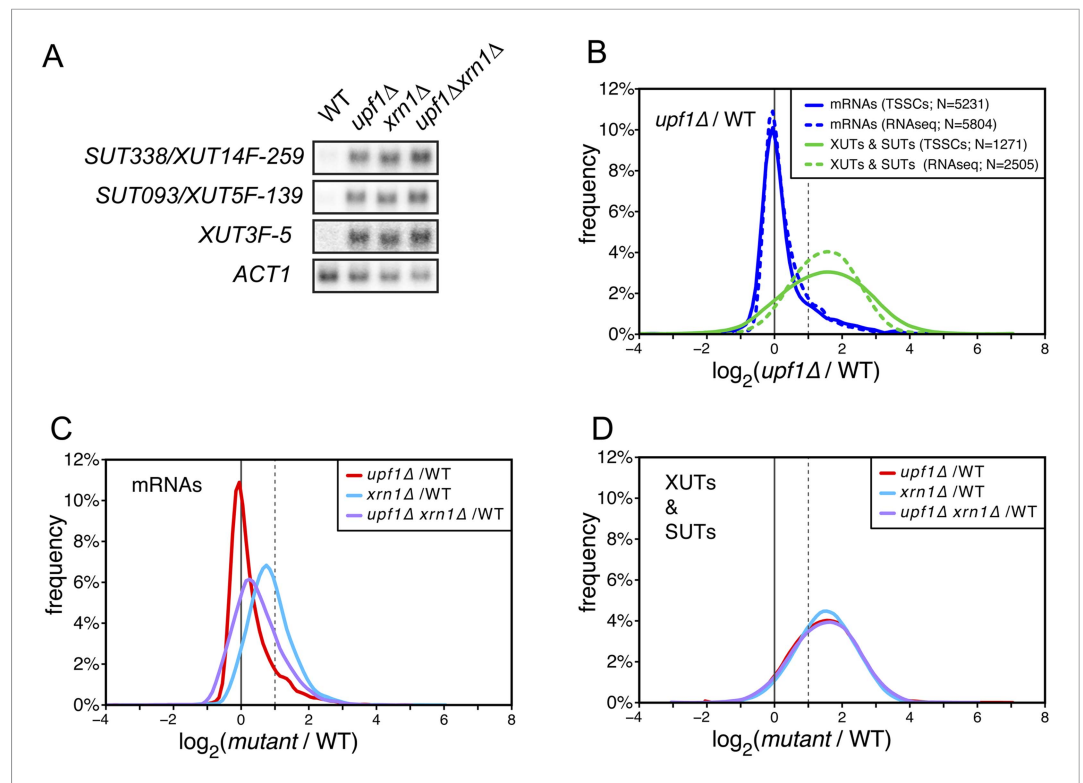 A
WT
upf1Δ
xrn1Δ
upf1Δxrn1Δ
SUT338/XUT14F-259
SUT093/XUT5F-139
XUT3F-5
ACT1
B
upf1Δ / WT
mRNAs (TSSCs; N=5231)
mRNAs (RNAseq; N=5804)
XUTs & SUTs (TSSCs; N=1271)
XUTs & SUTs (RNAseq; N=2505)
frequency
12%
10%
8%
6%
4%
2%
0%
−4 −2 0 2 4 6 8
log2(upf1Δ / WT)
C
mRNAs
upf1Δ /WT
xrn1Δ /WT
upf1Δ xrn1Δ /WT
frequency
12%
10%
8%
6%
4%
2%
0%
−4 −2 0 2 4 6 8
log2(mutant / WT)
D
XUTs
&
SUTs
upf1Δ /WT
xrn1Δ /WT
upf1Δ xrn1Δ /WT
frequency
12%
10%
8%
6%
4%
2%
0%
−4 −2 0 2 4 6 8
log2(mutant / WT)